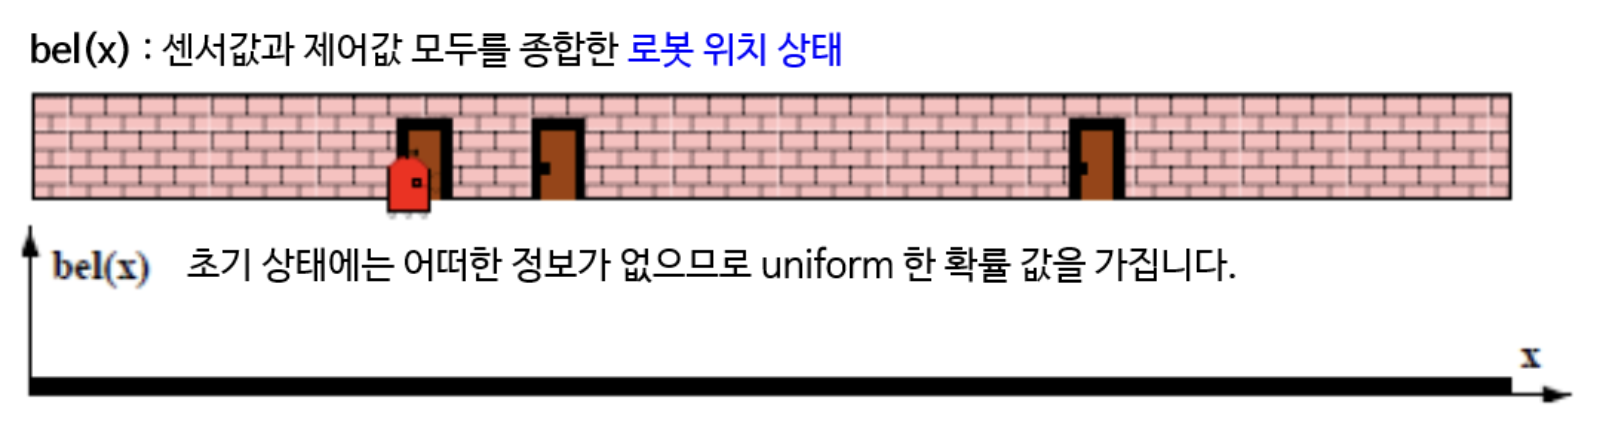 bel(x) : 센서값과 제어값 모두를 종합한 로봇 위치 상태
bel(x) 초기 상태에는 어떠한 정보가 없으므로 uniform 한 확률 값을 가집니다.
x